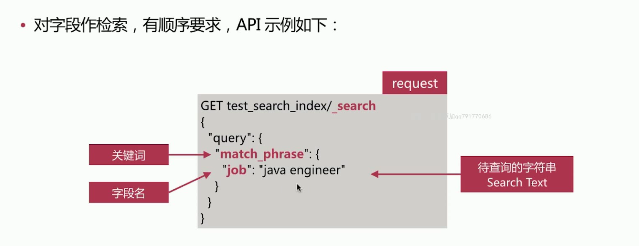 • 对字段作检索，有顺序要求，API 示例如下：
request
GET test_search_index/_search
{
"query": {
关键词
"match_phrase": {
字段名
"job": "java engineer"
待查询的字符串
Search Text
}
}
}